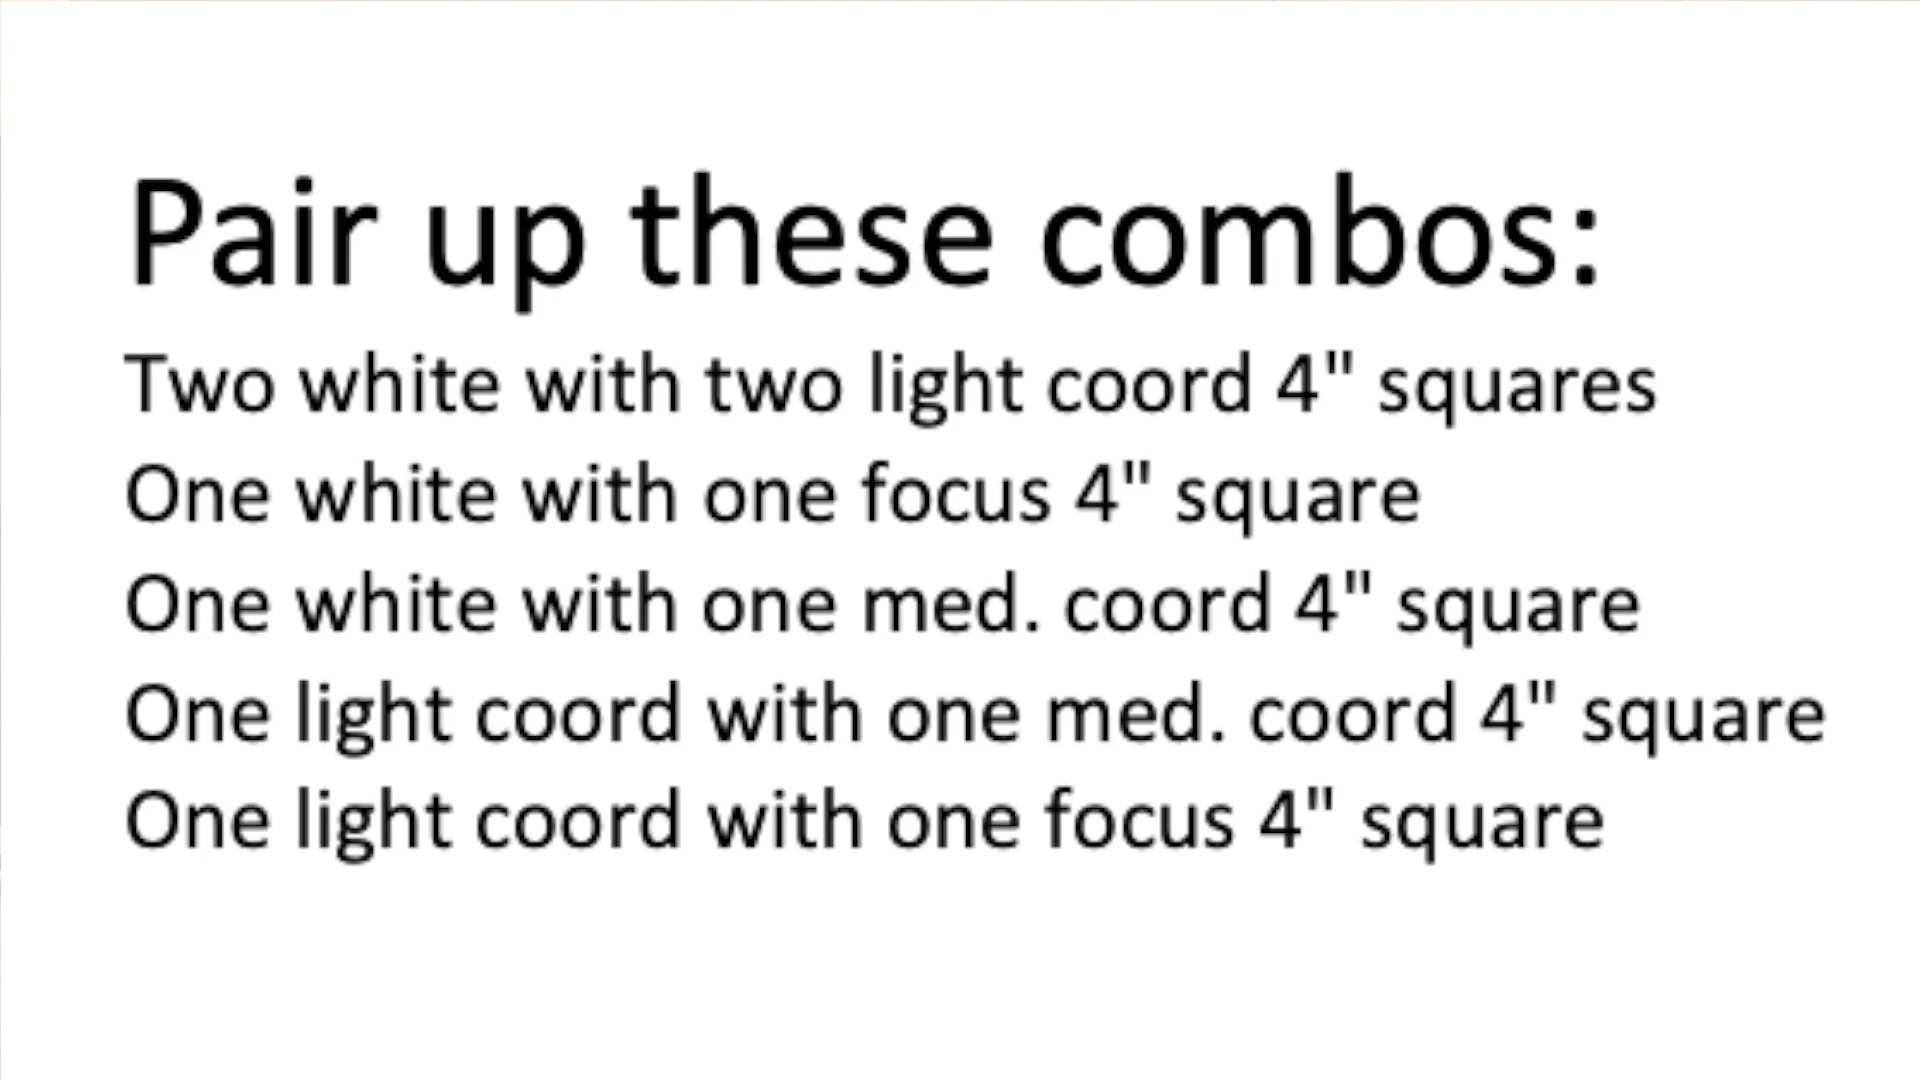 Pair up these combos:
Two white with two light coord 4" squares
One white with one focus 4" square
One white with one med. coord 4" square
One light coord with one med. coord 4" square
One light coord with one focus 4" square